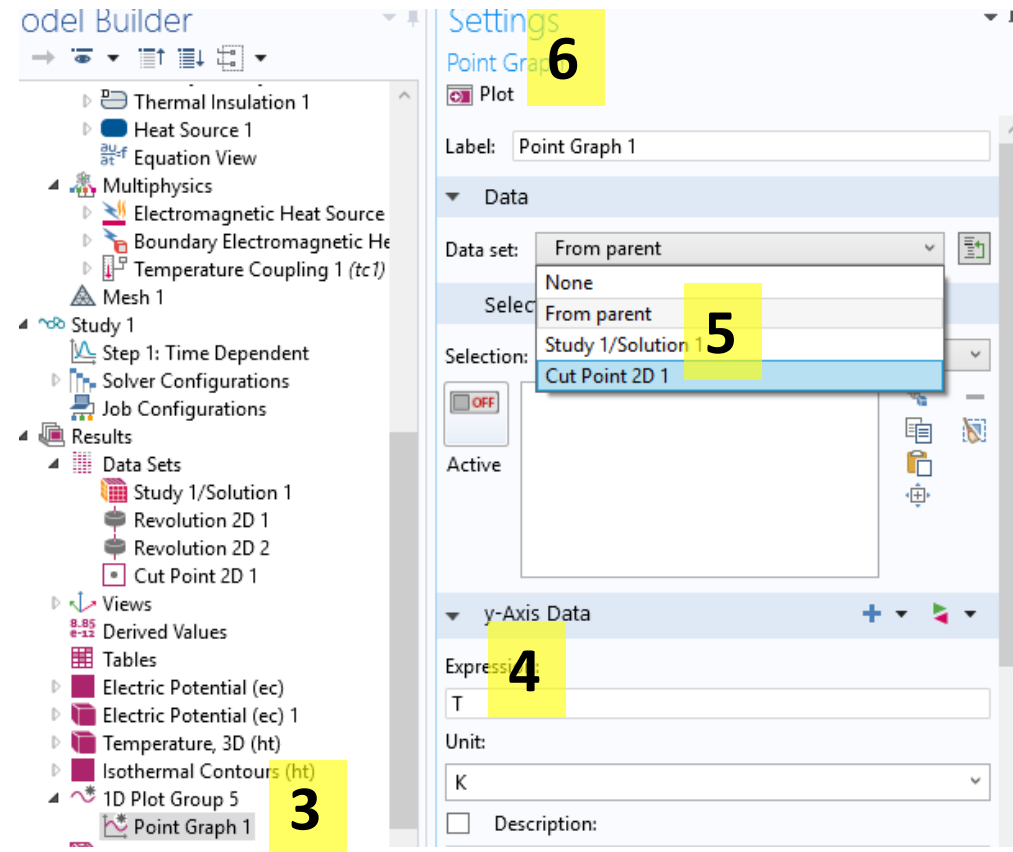 odel Builder
Thermal Insulation 1
Heat Source 1
Equation View
Multiphysics
Electromagnetic Heat Source
Boundary Electromagnetic He
Temperature Coupling 1 (tc1)
Mesh 1
Study 1
Step 1: Time Dependent
Solver Configurations
Job Configurations
Results
Data Sets
Study 1/Solution 1
Revolution 2D 1
Revolution 2D 2
Cut Point 2D 1
Views
8.85
e-12
Derived Values
Tables
Electric Potential (ec)
Electric Potential (ec) 1
Temperature, 3D (ht)
Isothermal Contours (ht)
1D Plot Group 5
Point Graph 1
3
Settings
Point Graph
6
Plot
Label: Point Graph 1
Data
Data set: From parent
None
From parent
Study 1/Solution 1
Cut Point 2D 1
5
Selec
Selection:
OFF
Active
y-Axis Data
4
Expression:
T
Unit:
K
Description: